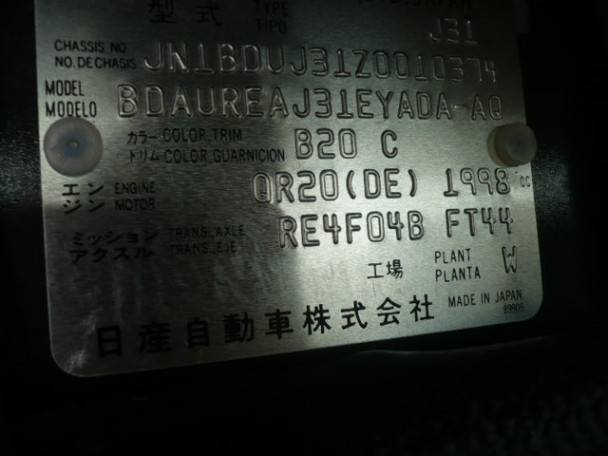 型式 TYPE TIPO J31
CHASSIS NO
NO. DE CHASIS JN1BDUJ31Z0010374
MODEL
MODELO BDAUREAJ31EYADA-AQ
カラー COLOR, TRIM
トリム COLOR, GUARNICION B20 C
エン ENGINE
ジン MOTOR QR20(DE) 1998 CC
ミッション TRANS, AXLE
アクスル TRANS, EJE RE4F04B FT44
工場 PLANT
PLANTA W
日産自動車株式会社 MADE IN JAPAN